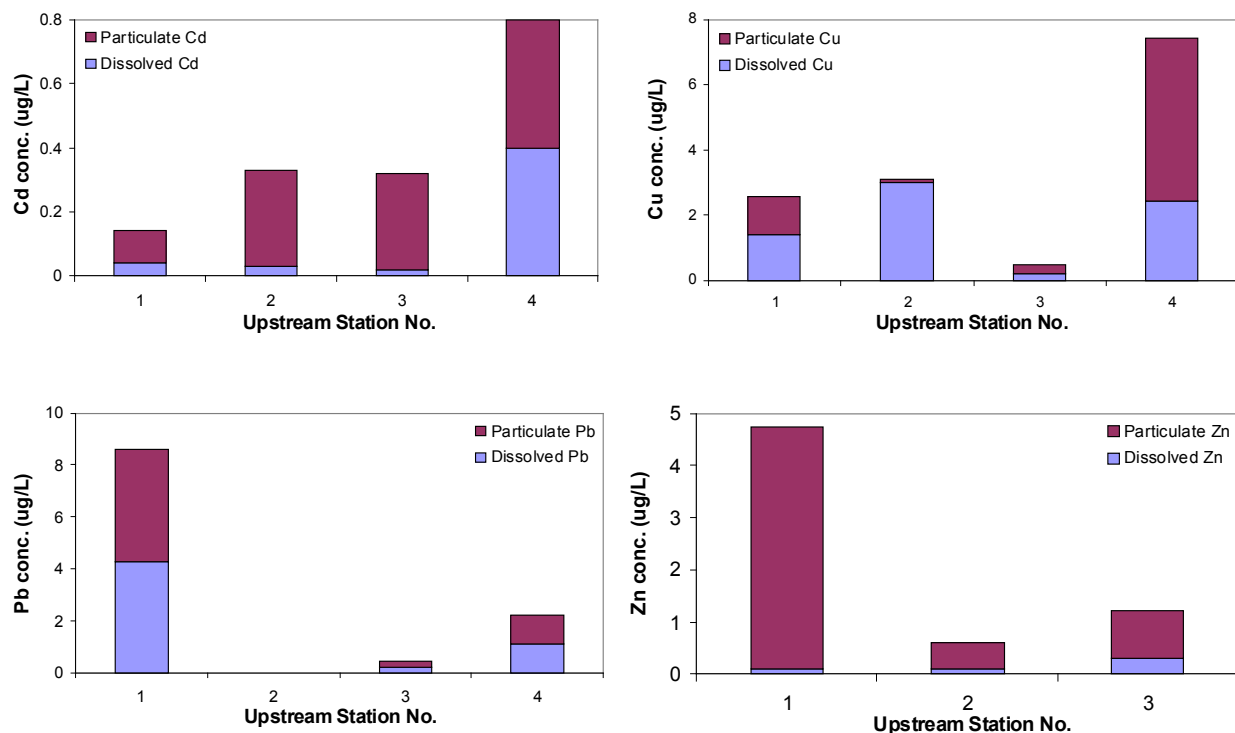 Cd conc. (ug/L)
0.8
0.6
0.4
0.2
0
Particulate Cd
Dissolved Cd
1 2 3 4
Upstream Station No.
Cu conc. (ug/L)
8
6
4
2
0
Particulate Cu
Dissolved Cu
1 2 3 4
Upstream Station No.
Pb conc. (ug/L)
10
8
6
4
2
0
Particulate Pb
Dissolved Pb
1 2 3 4
Upstream Station No.
Zn conc. (ug/L)
5
4
3
2
1
0
Particulate Zn
Dissolved Zn
1 2 3
Upstream Station No.